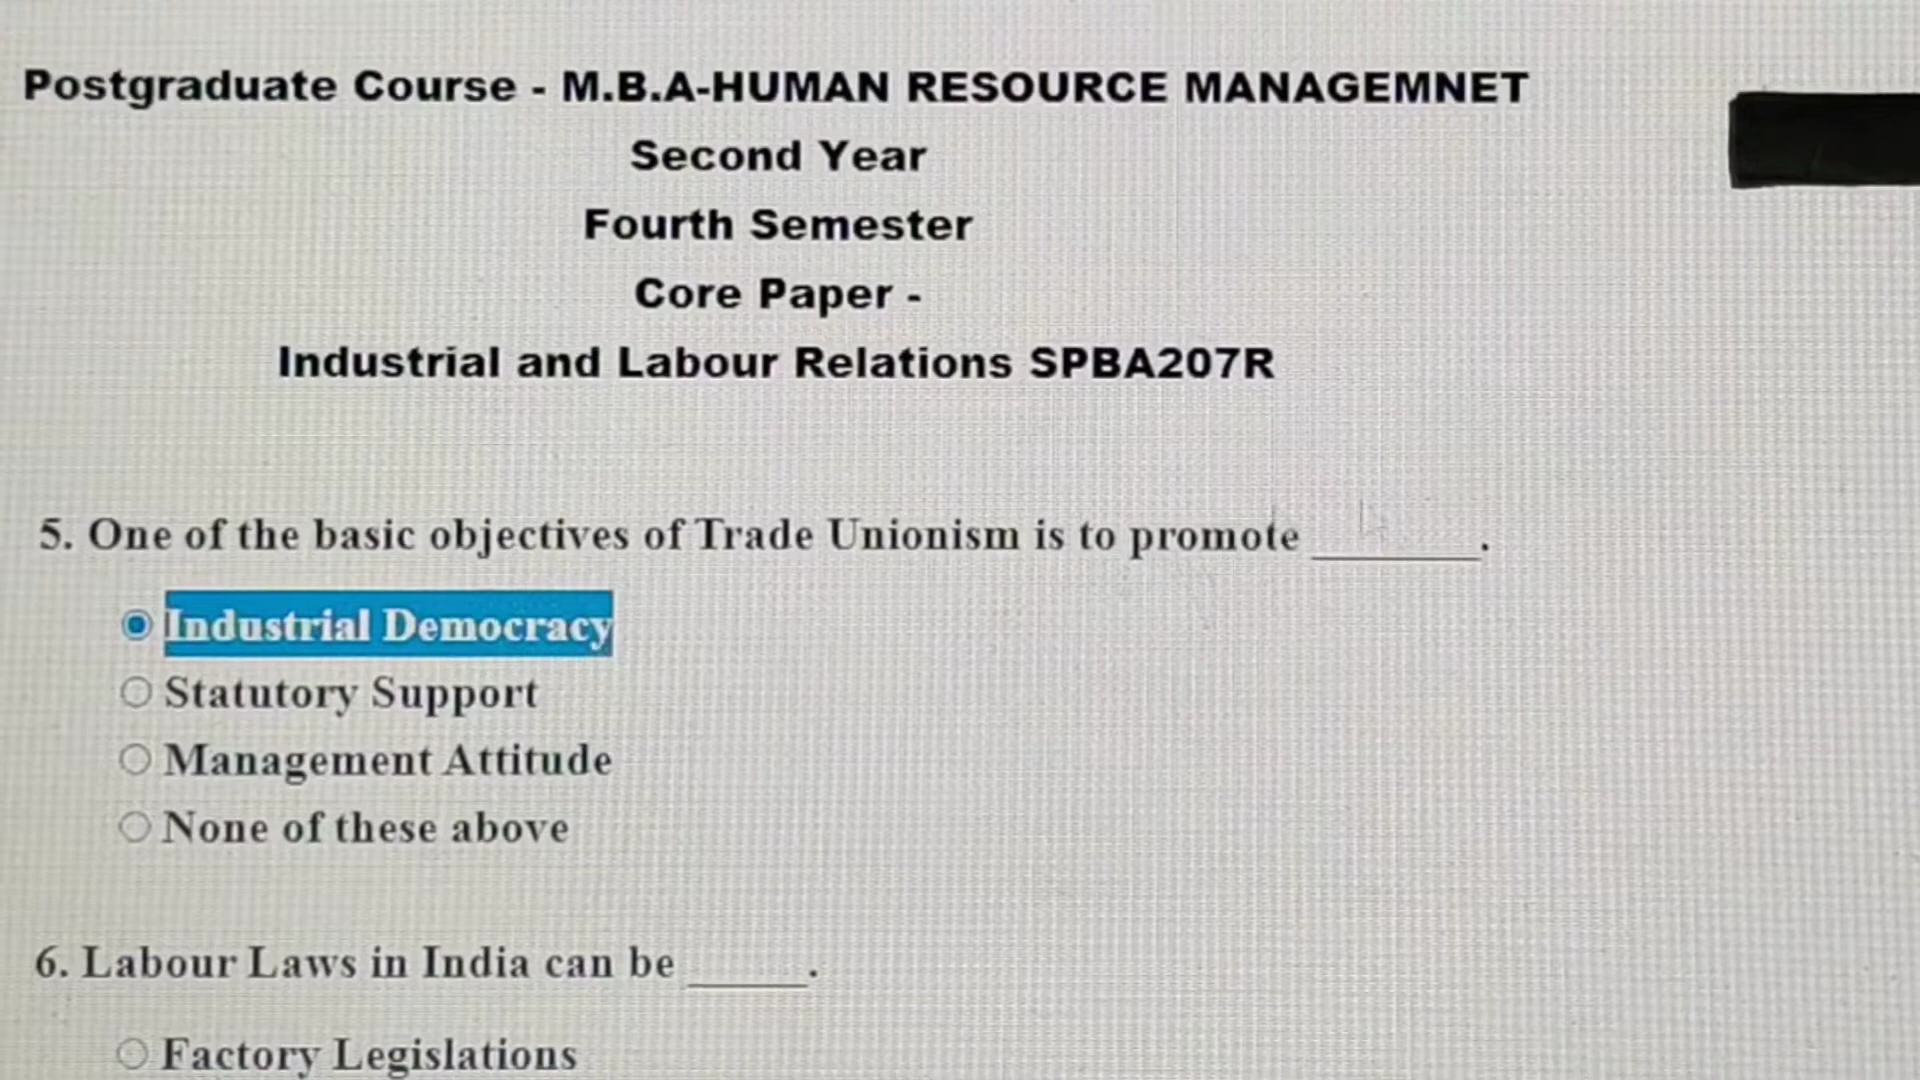 Postgraduate Course - M.B.A-HUMAN RESOURCE MANAGEMNET
Second Year
Fourth Semester
Core Paper -
Industrial and Labour Relations SPBA207R
5. One of the basic objectives of Trade Unionism is to promote ________.
Industrial Democracy
Statutory Support
Management Attitude
None of these above
6. Labour Laws in India can be ______.
Factory Legislations